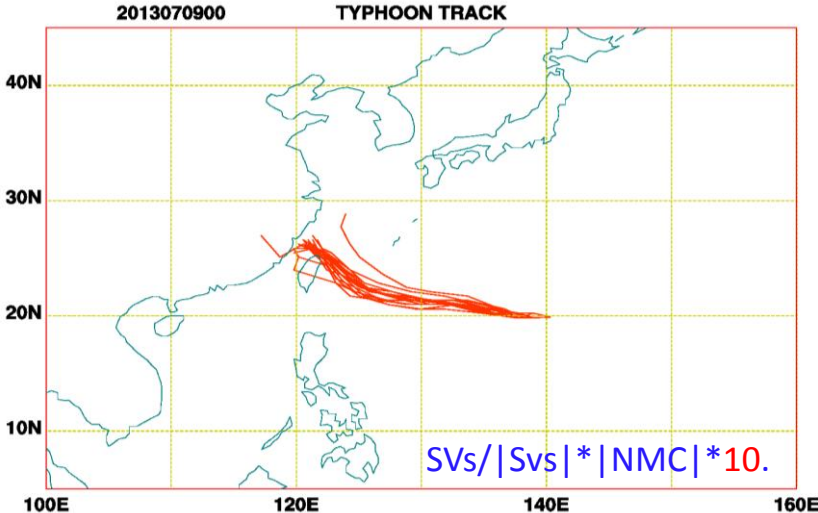 2013070900 TYPHOON TRACK
40N
30N
20N
10N
SVs/|Svs|*|NMC|*10.
100E 120E 140E 160E